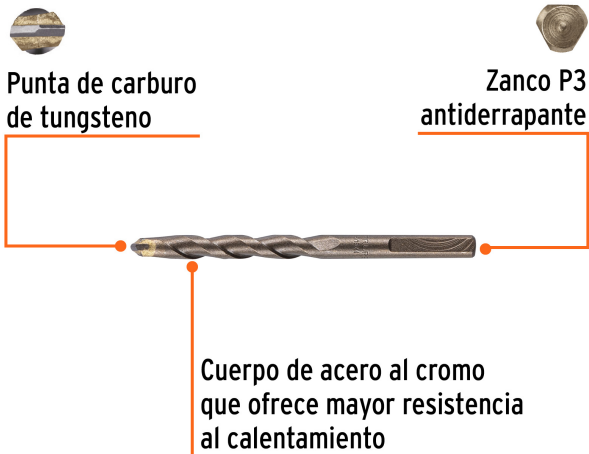 Punta de carburo
de tungsteno
Zanco P3
antiderrapante
Cuerpo de acero al cromo
que ofrece mayor resistencia
al calentamiento